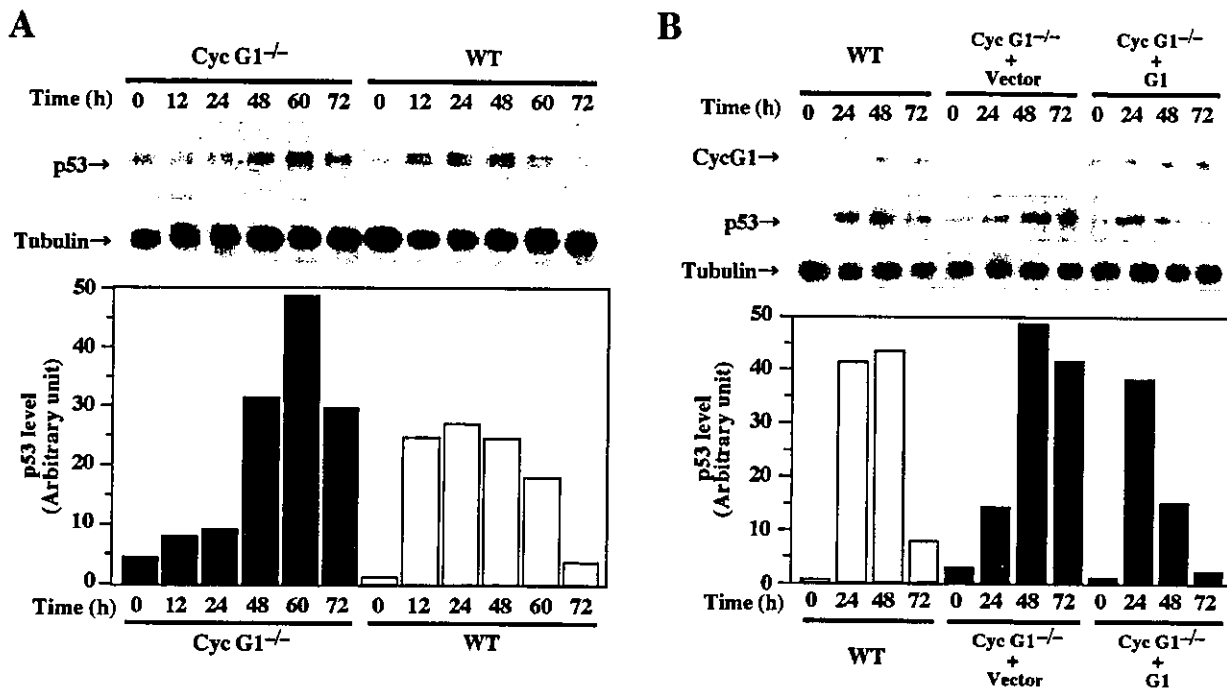 A
Cyc G1−/− WT
Time (h) 0 12 24 48 60 72 0 12 24 48 60 72
p53→
Tubulin→
50
40
30
20
10
0
p53 level
(Arbitrary unit)
Time (h) 0 12 24 48 60 72 0 12 24 48 60 72
Cyc G1−/− WT
B
WT
Cyc G1−/−
+
Vector
Cyc G1−/−
+
G1
Time (h) 0 24 48 72 0 24 48 72 0 24 48 72
CycG1→
p53→
Tubulin→
50
40
30
20
10
0
p53 level
(Arbitrary unit)
Time (h) 0 24 48 72 0 24 48 72 0 24 48 72
WT
Cyc G1−/−
+
Vector
Cyc G1−/−
+
G1